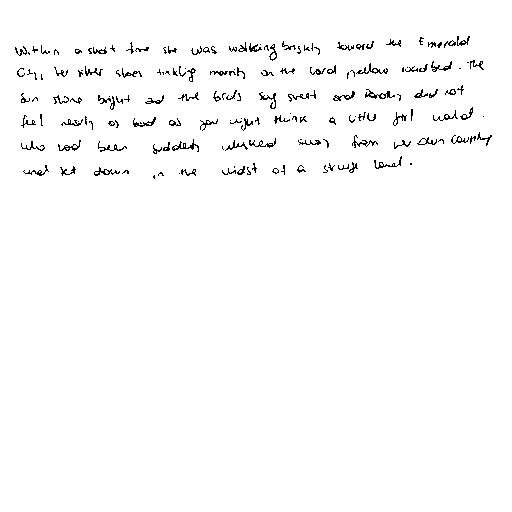 Within a short time she was walking briskly toward the Emerald
City, her silver shoes tinkling merrily on the hard, yellow roadbed. The
sun shone bright and the birds sang sweet and Dorothy did not
feel nearly as bad as you might think a little girl would
who had been suddenly whisked away from her own country
and set down in the midst of a strange land.